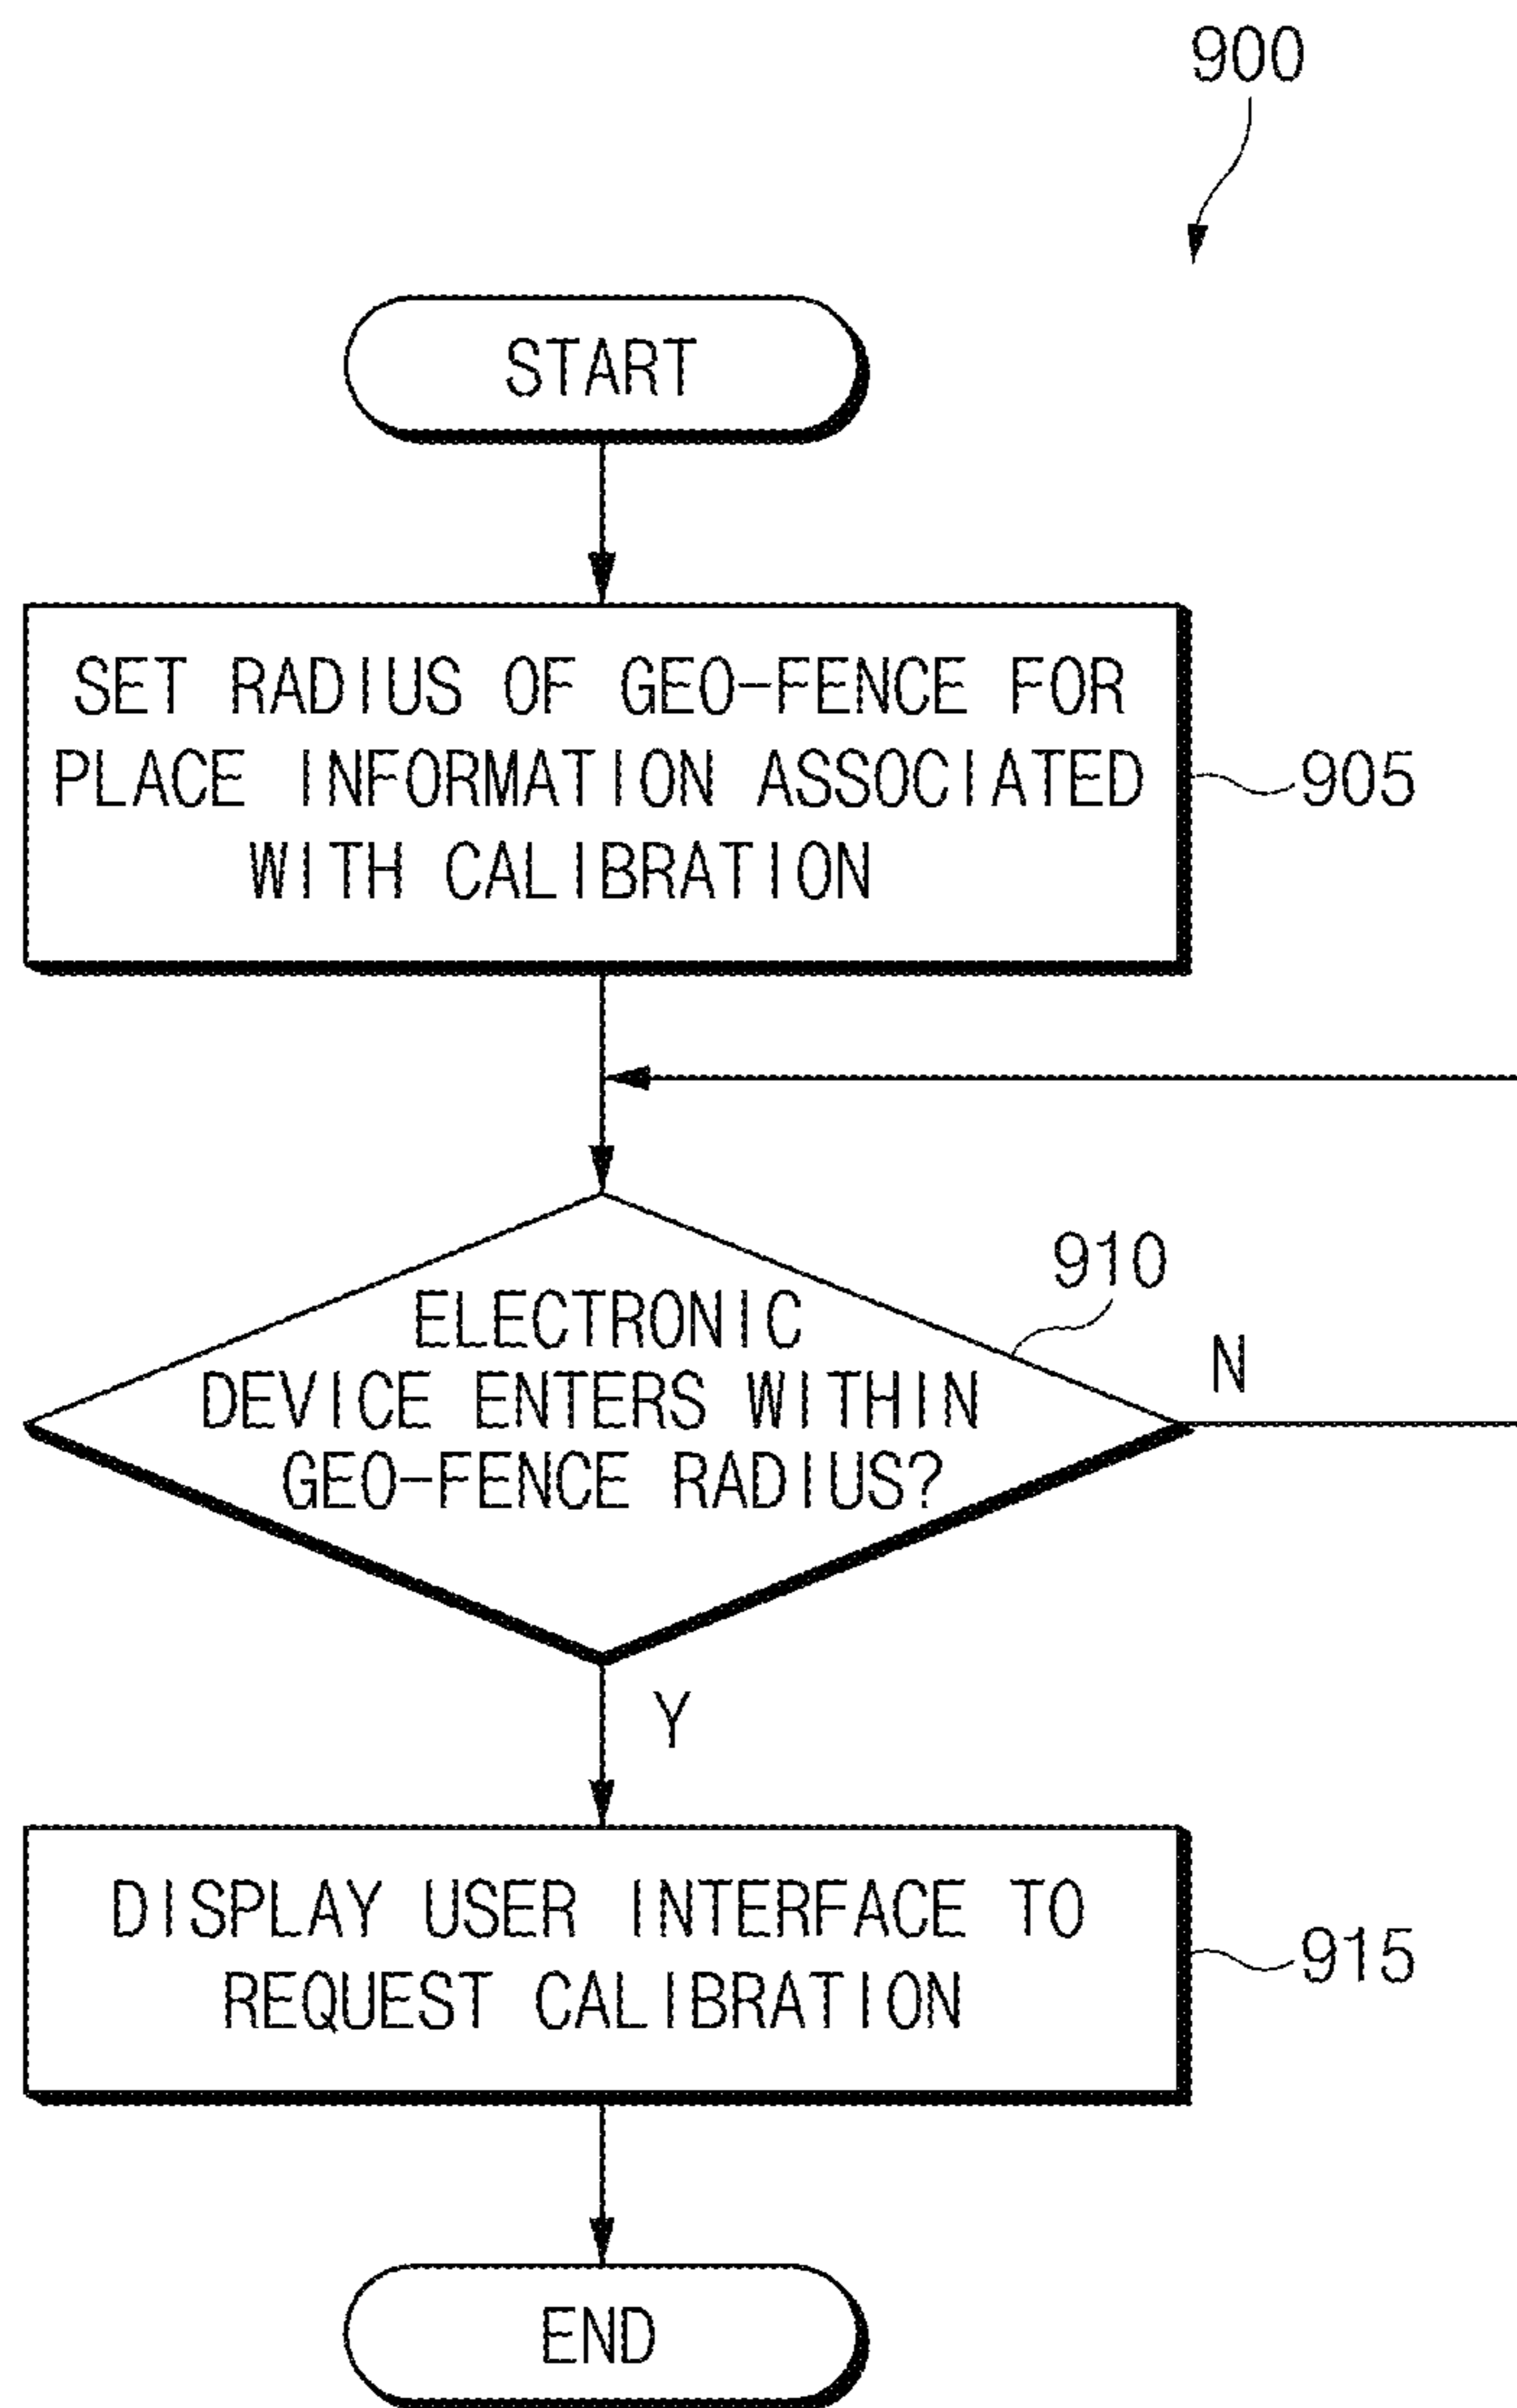 900
START
SET RADIUS OF GEO-FENCE FOR
PLACE INFORMATION ASSOCIATED
WITH CALIBRATION
905
910
ELECTRONIC
DEVICE ENTERS WITHIN
GEO-FENCE RADIUS?
N
Y
DISPLAY USER INTERFACE TO
REQUEST CALIBRATION
915
END